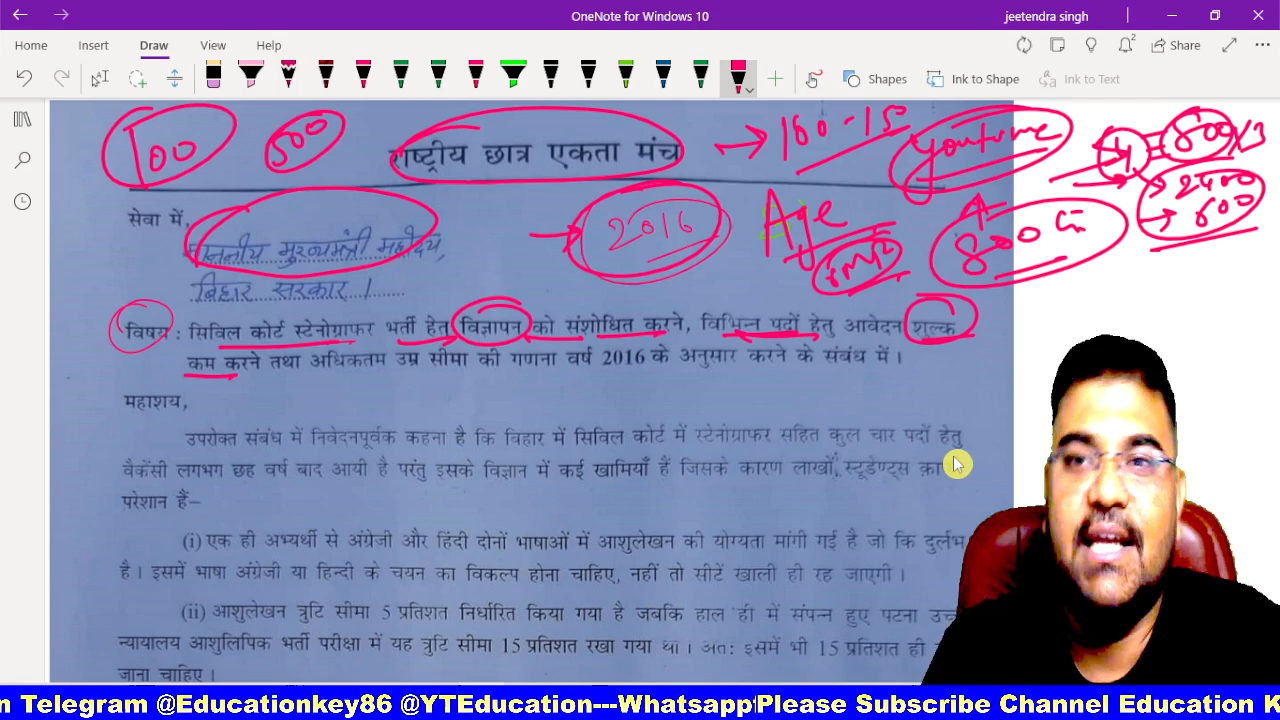 OneNote for Windows 10
jeetendra singh
Home Insert Draw View Help
Share
Shapes Ink to Shape Ink to Text
100 500 राष्ट्रीय छात्र एकता मंच → 100-15 Youtube 4 = 800/3
2400
600
सेवा में,
माननीय मुख्यमंत्री महोदय,
2016 Age 800
बिहार सरकार ।
विषय : सिविल कोर्ट स्टेनोग्राफर भर्ती हेतु विज्ञापन को संशोधित करने, विभिन्न पदों हेतु आवेदन शुल्क
कम करने तथा अधिकतम उम्र सीमा की गणना वर्ष 2016 के अनुसार करने के संबंध में ।
महाशय,
उपरोक्त संबंध में निवेदनपूर्वक कहना है कि बिहार में सिविल कोर्ट में स्टेनोग्राफर सहित कुल चार पदों हेतु
वैकेंसी लगभग छह वर्ष बाद आयी है परंतु इसके विज्ञान में कई खामियाँ हैं जिसके कारण लाखों स्टूडेण्ट्स
परेशान हैं–
(i) एक ही अभ्यर्थी से अंग्रेजी और हिंदी दोनों भाषाओं में आशुलेखन की योग्यता मांगी गई है जो कि दुर्लभ
है । इसमें भाषा अंग्रेजी या हिन्दी के चयन का विकल्प होना चाहिए, नहीं तो सीटें खाली ही रह जाएगी ।
(ii) आशुलेखन त्रुटि सीमा 5 प्रतिशत निर्धारित किया गया है जबकि हाल ही में संपन्न हुए पटना उच्च
न्यायालय आशुलिपिक भर्ती परीक्षा में यह त्रुटि सीमा 15 प्रतिशत रखा गया था । अत: इसमें भी 15 प्रतिशत ही
जाना चाहिए ।
Telegram @Educationkey86 @YTEducation---Whatsapp Please Subscribe Channel Education